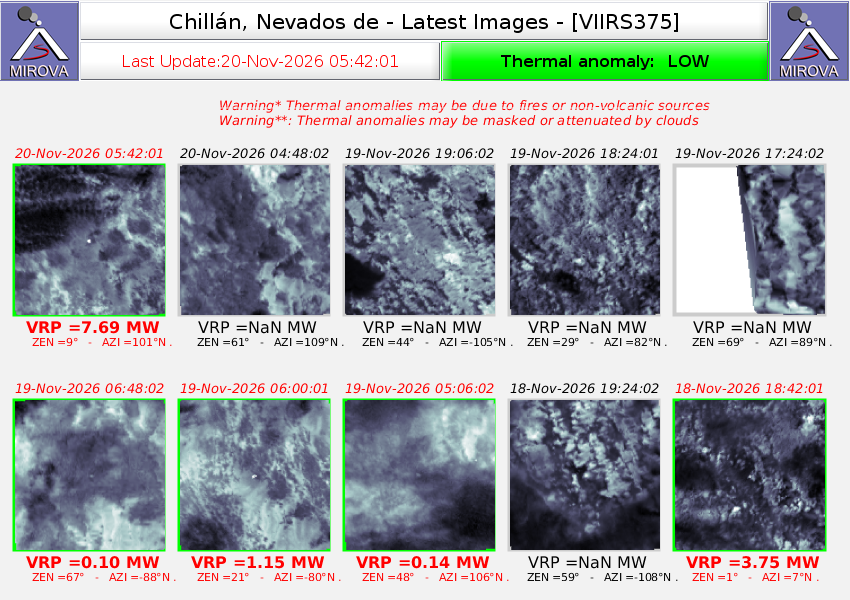 MIROVA
Chillán, Nevados de - Latest Images - [VIIRS375]
MIROVA
Last Update:20-Nov-2026 05:42:01
Thermal anomaly: LOW
Warning* Thermal anomalies may be due to fires or non-volcanic sources
Warning**: Thermal anomalies may be masked or attenuated by clouds
20-Nov-2026 05:42:01
20-Nov-2026 04:48:02
19-Nov-2026 19:06:02
19-Nov-2026 18:24:01
19-Nov-2026 17:24:02
VRP =7.69 MW
VRP =NaN MW
VRP =NaN MW
VRP =NaN MW
VRP =NaN MW
ZEN =9° - AZI =101°N .
ZEN =61° - AZI =109°N .
ZEN =44° - AZI =-105°N .
ZEN =29° - AZI =82°N .
ZEN =69° - AZI =89°N .
19-Nov-2026 06:48:02
19-Nov-2026 06:00:01
19-Nov-2026 05:06:02
18-Nov-2026 19:24:02
18-Nov-2026 18:42:01
VRP =0.10 MW
VRP =1.15 MW
VRP =0.14 MW
VRP =NaN MW
VRP =3.75 MW
ZEN =67° - AZI =-88°N .
ZEN =21° - AZI =-80°N .
ZEN =48° - AZI =106°N .
ZEN =59° - AZI =-108°N .
ZEN =1° - AZI =7°N .